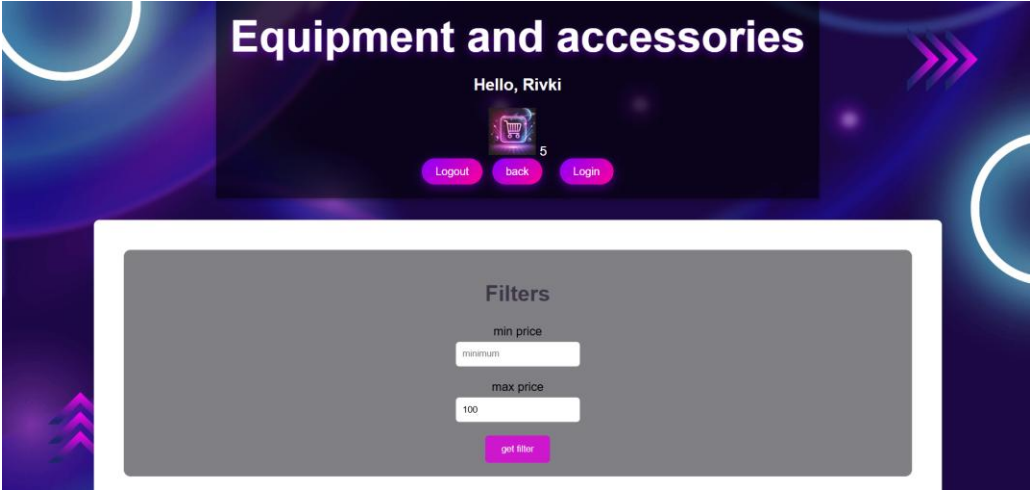 Equipment and accessories
Hello, Rivki
5
Logout back Login
Filters
min price
minimum
max price
100
get filter